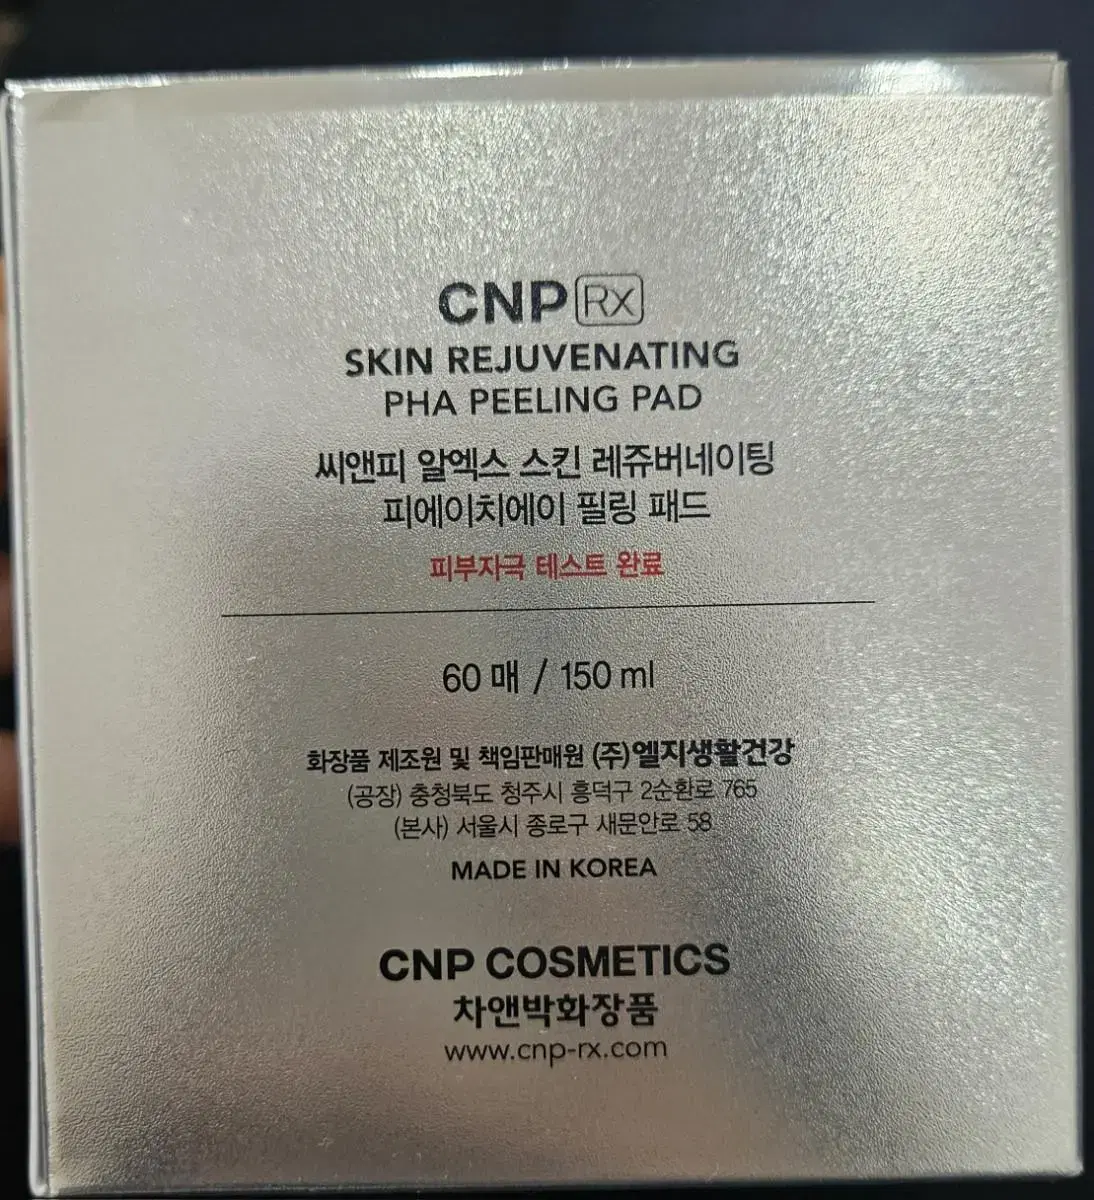 CNP Rx
SKIN REJUVENATING
PHA PEELING PAD
씨앤피 알엑스 스킨 레쥬버네이팅
피에이치에이 필링 패드
피부자극 테스트 완료
60 매 / 150 ml
화장품 제조원 및 책임판매원 (주)엘지생활건강
(공장) 충청북도 청주시 흥덕구 2순환로 765
(본사) 서울시 종로구 새문안로 58
MADE IN KOREA
CNP COSMETICS
차앤박화장품
www.cnp-rx.com